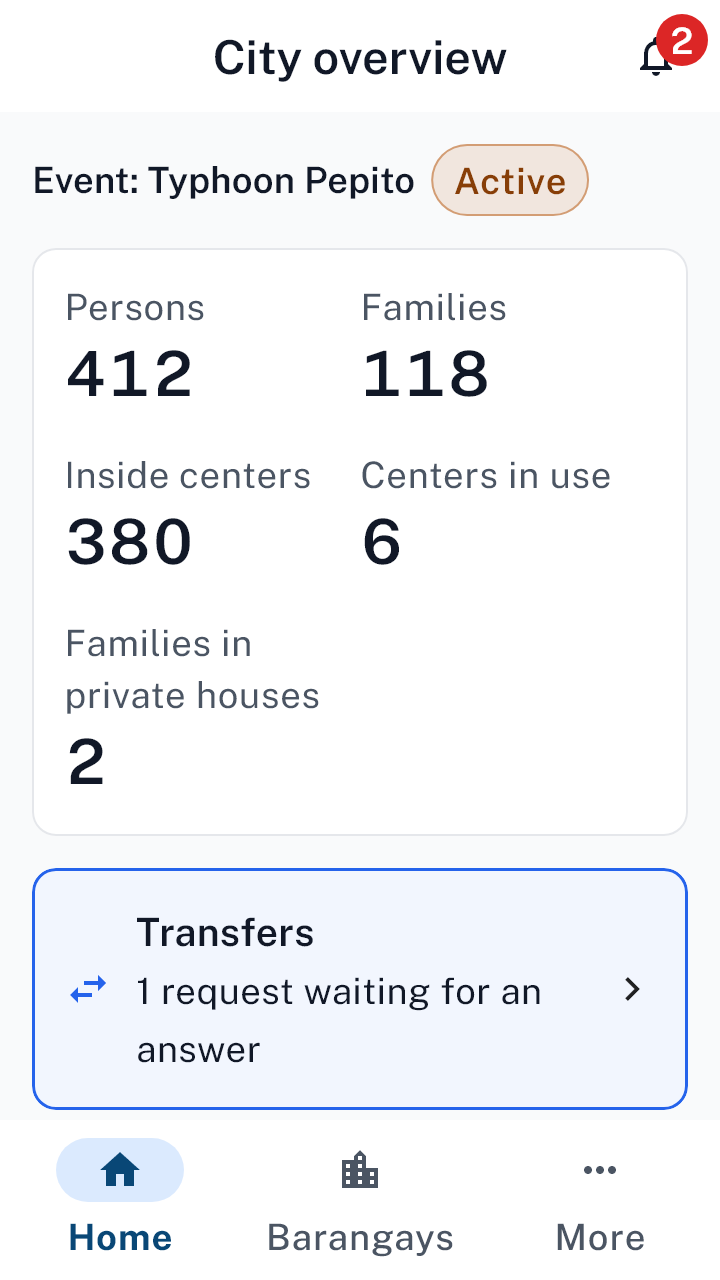 City overview
2
Event: Typhoon Pepito
Active
Persons
412
Families
118
Inside centers
380
Centers in use
6
Families in
private houses
2
Transfers
1 request waiting for an
answer
Home
Barangays
More